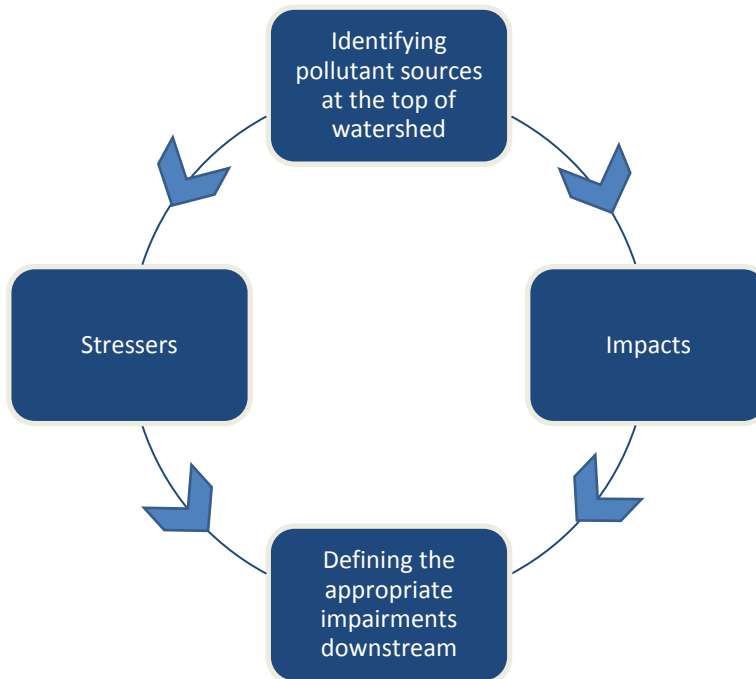 Identifying
pollutant sources
at the top of
watershed
Stressers
Impacts
Defining the
appropriate
impairments
downstream